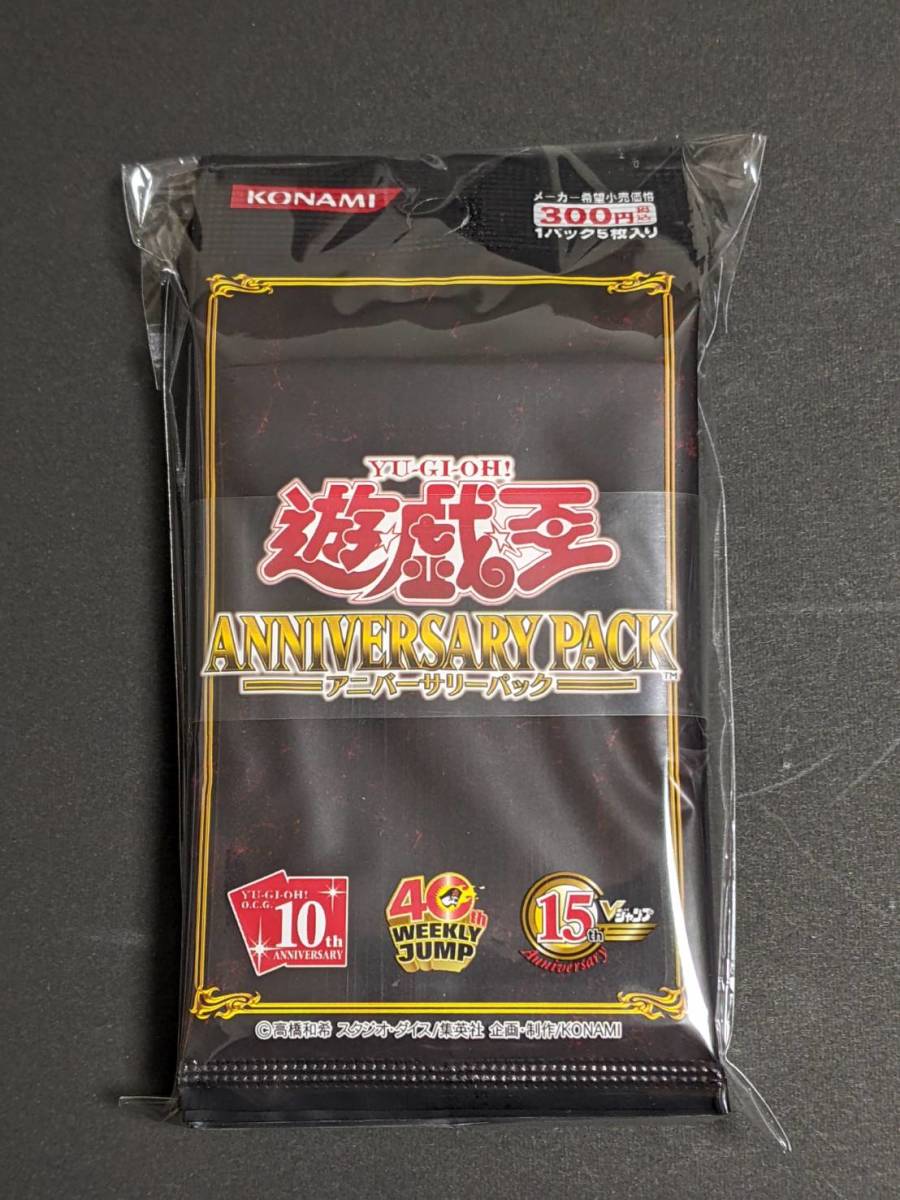 KONAMI
メーカー希望小売価格
300円税込
1パック5枚入り
YU-GI-OH!
遊戯王
ANNIVERSARY PACK™
アニバーサリーパック
YU-GI-OH!
O.C.G.
10th
ANNIVERSARY
40th
WEEKLY
JUMP
15th
Vジャンプ
Anniversary
©高橋和希 スタジオ・ダイス/集英社 企画・制作/KONAMI